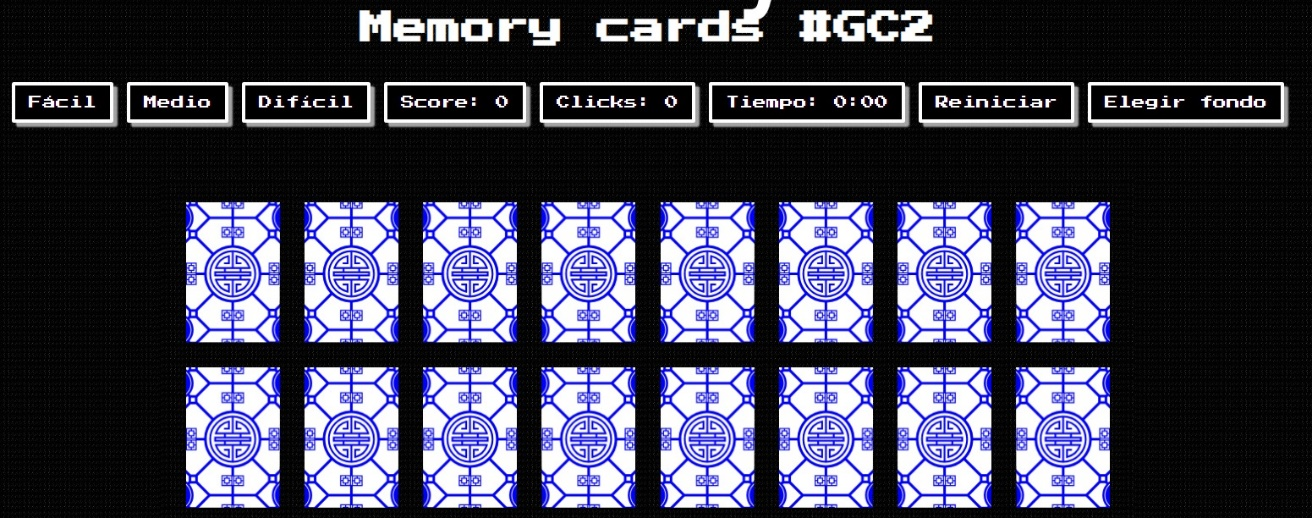 Memory cards #GC2
Fácil Medio Difícil Score: 0 Clicks: 0 Tiempo: 0:00 Reiniciar Elegir fondo